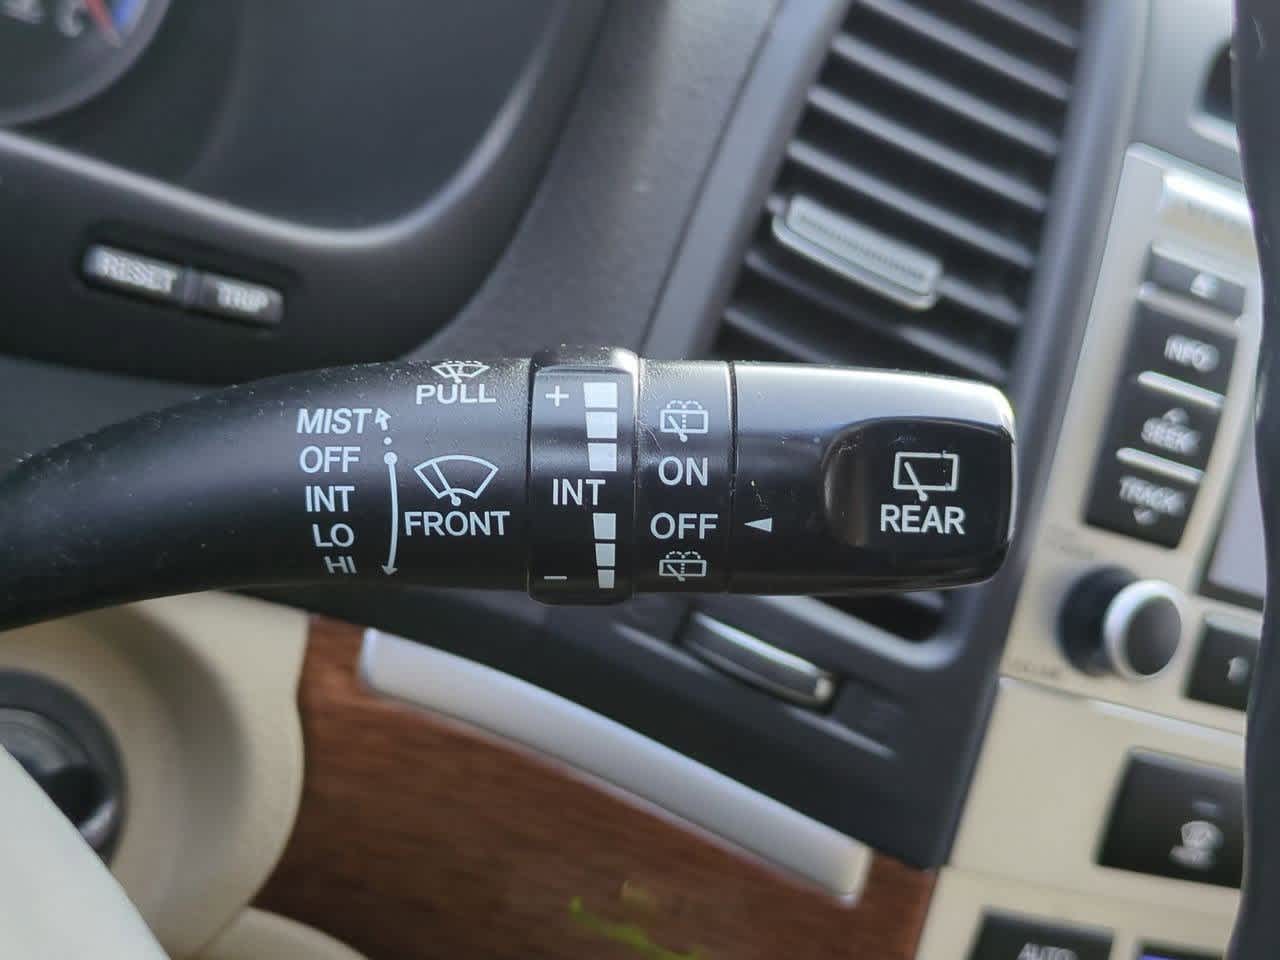 RESET TRIP
PULL
MIST
OFF
INT
LO
HI
FRONT
+
INT
−
ON
OFF
REAR
INFO
SEEK
TRACK
AUTO